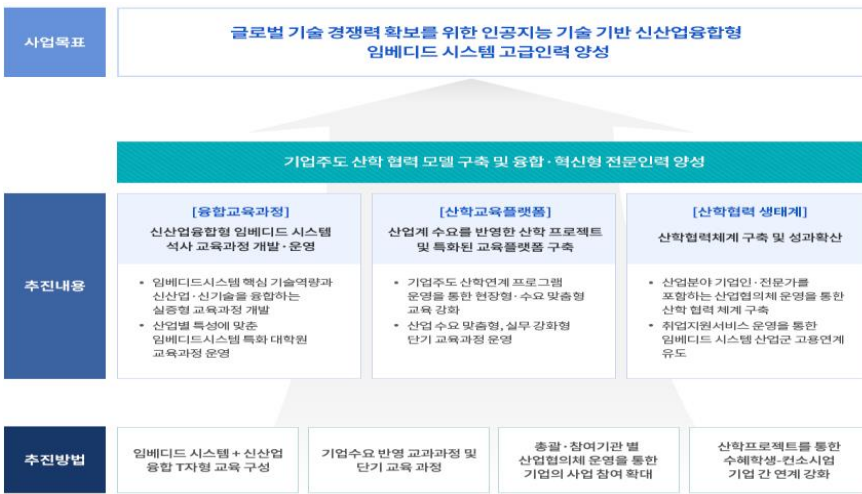 사업목표
글로벌 기술 경쟁력 확보를 위한 인공지능 기술 기반 신산업융합형
임베디드 시스템 고급인력 양성
기업주도 산학 협력 모델 구축 및 융합·혁신형 전문인력 양성
추진내용
[융합교육과정]
신산업융합형 임베디드 시스템
석사 교육과정 개발·운영
• 임베디드시스템 핵심 기술역량과
신산업·신기술을 융합하는
실증형 교육과정 개발
• 산업별 특성에 맞춘
임베디드시스템 특화 대학원
교육과정 운영
[산학교육플랫폼]
산업계 수요를 반영한 산학 프로젝트
및 특화된 교육플랫폼 구축
• 기업주도 산학연계 프로그램
운영을 통한 현장형·수요 맞춤형
교육 강화
• 산업 수요 맞춤형, 실무 강화형
단기 교육과정 운영
[산학협력 생태계]
산학협력체계 구축 및 성과확산
• 산업분야 기업인·전문가를
포함하는 산업협의체 운영을 통한
산학 협력 체계 구축
• 취업지원서비스 운영을 통한
임베디드 시스템 산업군 고용연계
유도
추진방법
임베디드 시스템 + 신산업
융합 T자형 교육 구성
기업수요 반영 교과과정 및
단기 교육 과정
총괄·참여기관 별
산업협의체 운영을 통한
기업의 사업 참여 확대
산학프로젝트를 통한
수혜학생-컨소시엄
기업 간 연계 강화